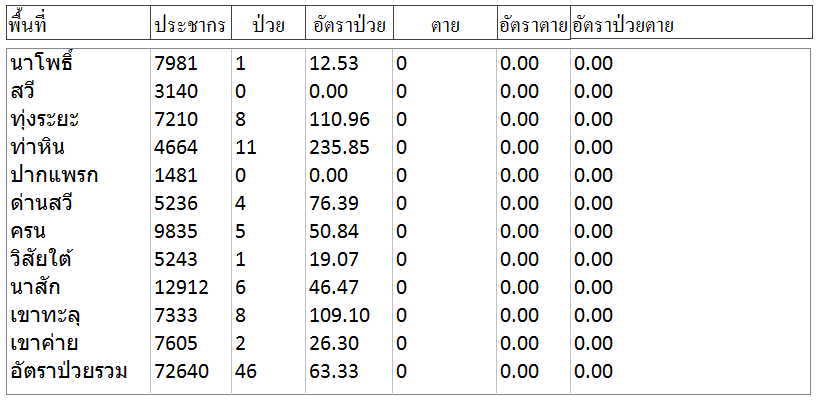 พื้นที่ ประชากร ป่วย อัตราป่วย ตาย อัตราตาย อัตราป่วยตาย
นาโพธิ์ 7981 1 12.53 0 0.00 0.00
สวี 3140 0 0.00 0 0.00 0.00
ทุ่งระยะ 7210 8 110.96 0 0.00 0.00
ท่าหิน 4664 11 235.85 0 0.00 0.00
ปากแพรก 1481 0 0.00 0 0.00 0.00
ด่านสวี 5236 4 76.39 0 0.00 0.00
ครน 9835 5 50.84 0 0.00 0.00
วิสัยใต้ 5243 1 19.07 0 0.00 0.00
นาสัก 12912 6 46.47 0 0.00 0.00
เขาทะลุ 7333 8 109.10 0 0.00 0.00
เขาค่าย 7605 2 26.30 0 0.00 0.00
อัตราป่วยรวม 72640 46 63.33 0 0.00 0.00